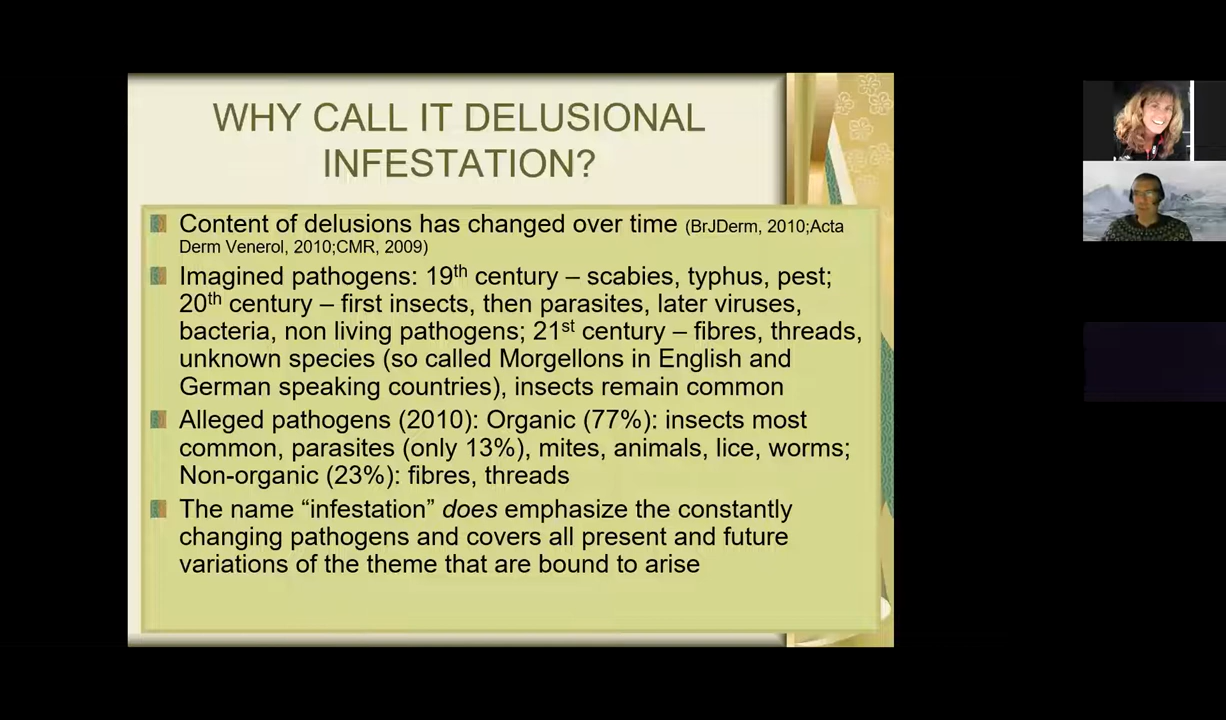 WHY CALL IT DELUSIONAL
INFESTATION?
Content of delusions has changed over time (BrJDerm, 2010;Acta
Derm Venerol, 2010;CMR, 2009)
Imagined pathogens: 19th century – scabies, typhus, pest;
20th century – first insects, then parasites, later viruses,
bacteria, non living pathogens; 21st century – fibres, threads,
unknown species (so called Morgellons in English and
German speaking countries), insects remain common
Alleged pathogens (2010): Organic (77%): insects most
common, parasites (only 13%), mites, animals, lice, worms;
Non-organic (23%): fibres, threads
The name “infestation” does emphasize the constantly
changing pathogens and covers all present and future
variations of the theme that are bound to arise